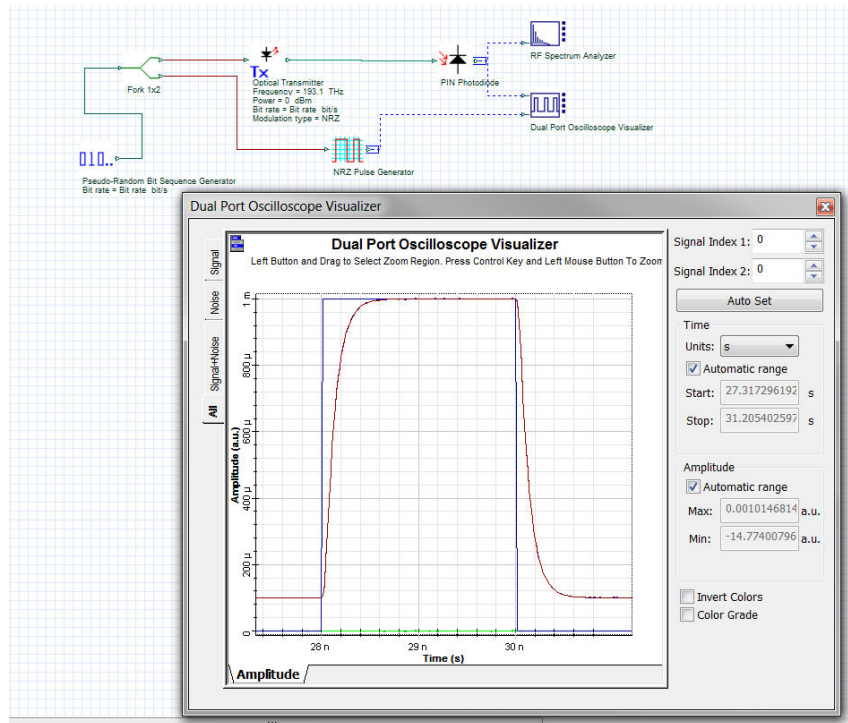 RF Spectrum Analyzer
Fork 1x2
Tx
Optical Transmitter
Frequency = 193.1 THz
Power = 0 dBm
Bit rate = Bit rate bit/s
Modulation type = NRZ
PIN Photodiode
Dual Port Oscilloscope Visualizer
NRZ Pulse Generator
Pseudo-Random Bit Sequence Generator
Bit rate = Bit rate bit/s
Dual Port Oscilloscope Visualizer
Dual Port Oscilloscope Visualizer
Left Button and Drag to Select Zoom Region. Press Control Key and Left Mouse Button To Zoom
Signal
Noise
Signal+Noise
All
Amplitude (a.u.)
1 m
800 µ
600 µ
400 µ
200 µ
0
28 n
29 n
30 n
Time (s)
Amplitude
Signal Index 1: 0
Signal Index 2: 0
Auto Set
Time
Units: s
Automatic range
Start: 27.317296192 s
Stop: 31.205402597 s
Amplitude
Automatic range
Max: 0.0010146814 a.u.
Min: -14.77400796 a.u.
Invert Colors
Color Grade